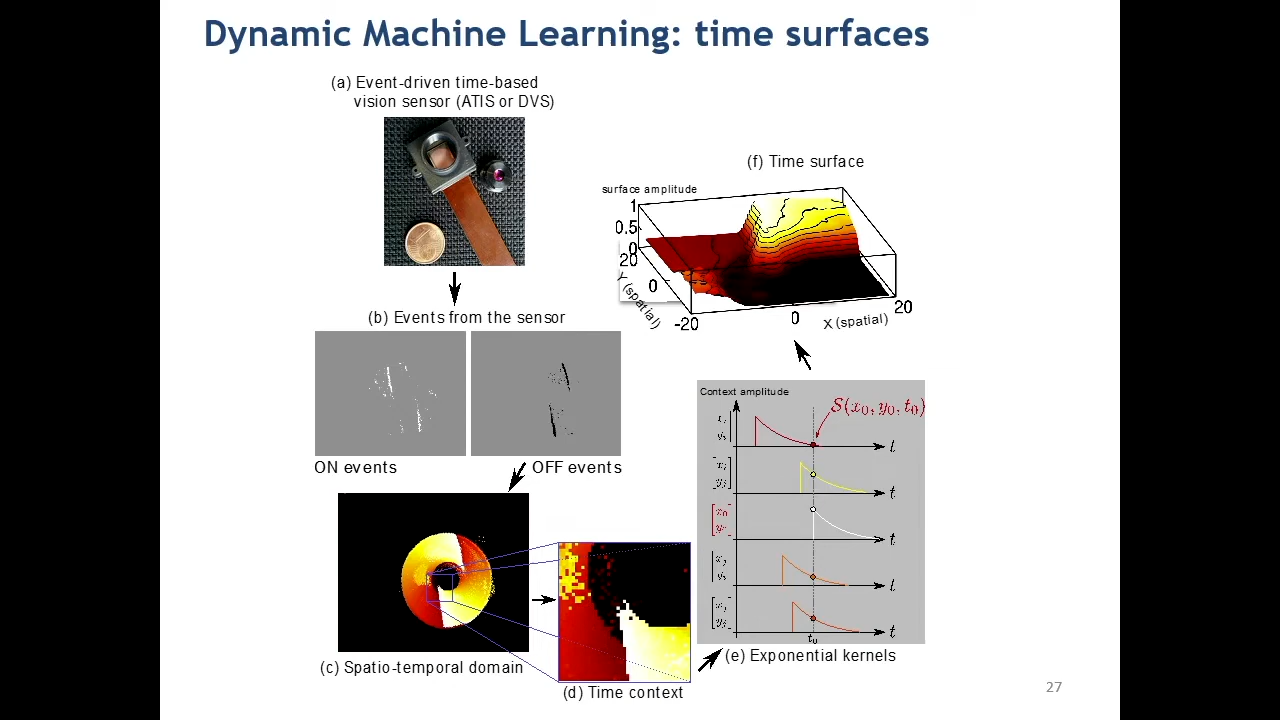 Dynamic Machine Learning: time surfaces
(a) Event-driven time-based
vision sensor (ATIS or DVS)
(b) Events from the sensor
ON events
OFF events
(c) Spatio-temporal domain
(d) Time context
(f) Time surface
surface amplitude
1
0.5
0
20
0
-20
Y (spatial)
0
20
X (spatial)
Context amplitude
S(x₀, y₀, t₀)
t
t
t
t
t
t₀
(e) Exponential kernels
27